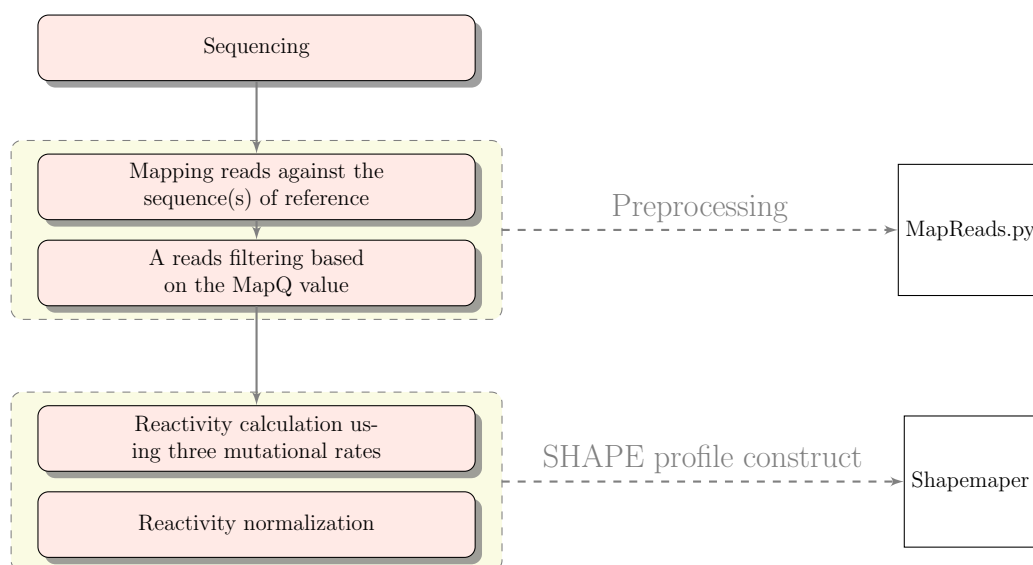 Sequencing
Mapping reads against the
sequence(s) of reference
Preprocessing
MapReads.py
A reads filtering based
on the MapQ value
Reactivity calculation us-
ing three mutational rates
SHAPE profile construct
Shapemaper
Reactivity normalization